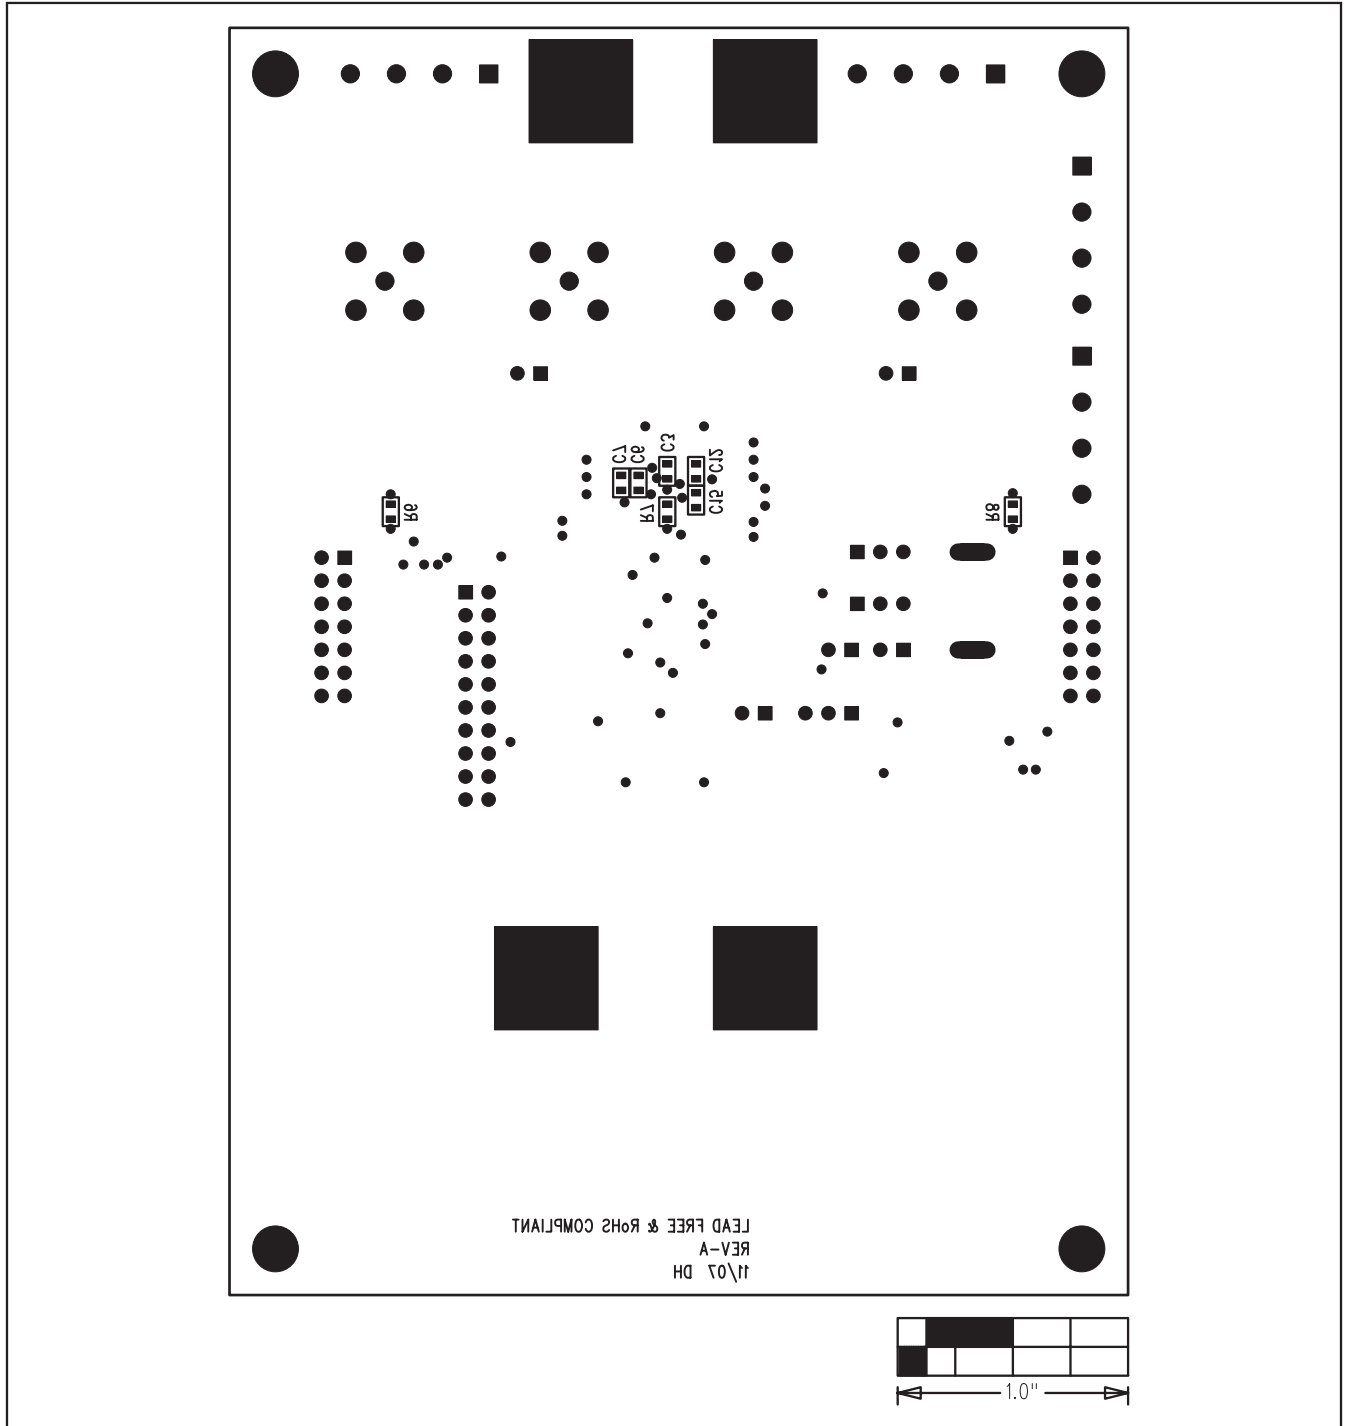 C7
C6
C3
C12
C15
R6
R7
R8
LEAD FREE & RoHS COMPLIANT
REV-A
11/07 DH
1.0"